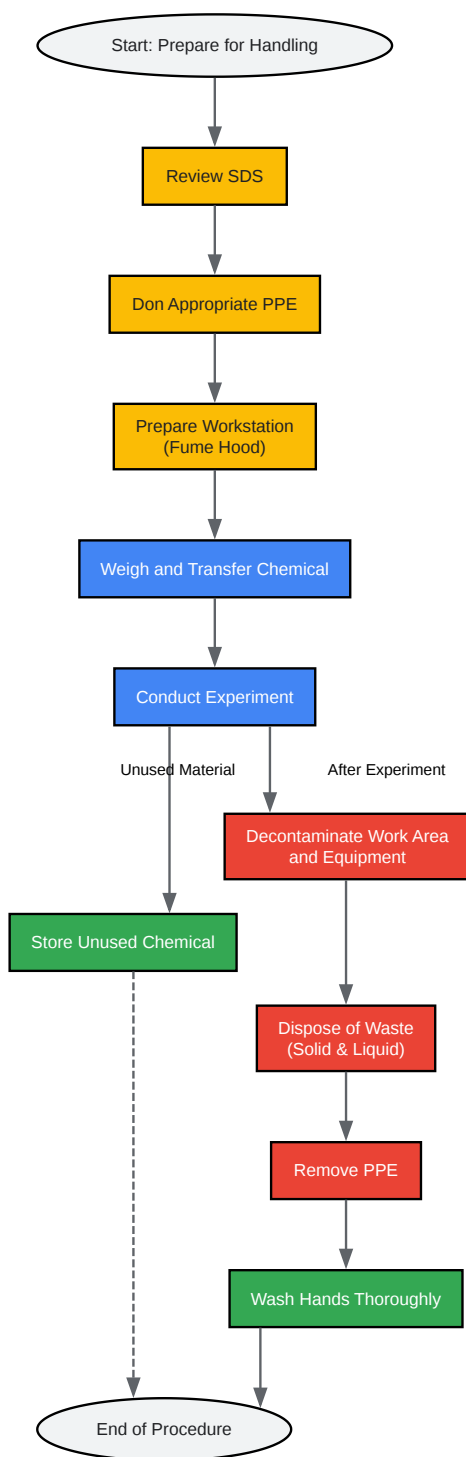 Start: Prepare for Handling
Review SDS
Don Appropriate PPE
Prepare Workstation
(Fume Hood)
Weigh and Transfer Chemical
Conduct Experiment
Unused Material
After Experiment
Decontaminate Work Area
and Equipment
Store Unused Chemical
Dispose of Waste
(Solid & Liquid)
Remove PPE
Wash Hands Thoroughly
End of Procedure